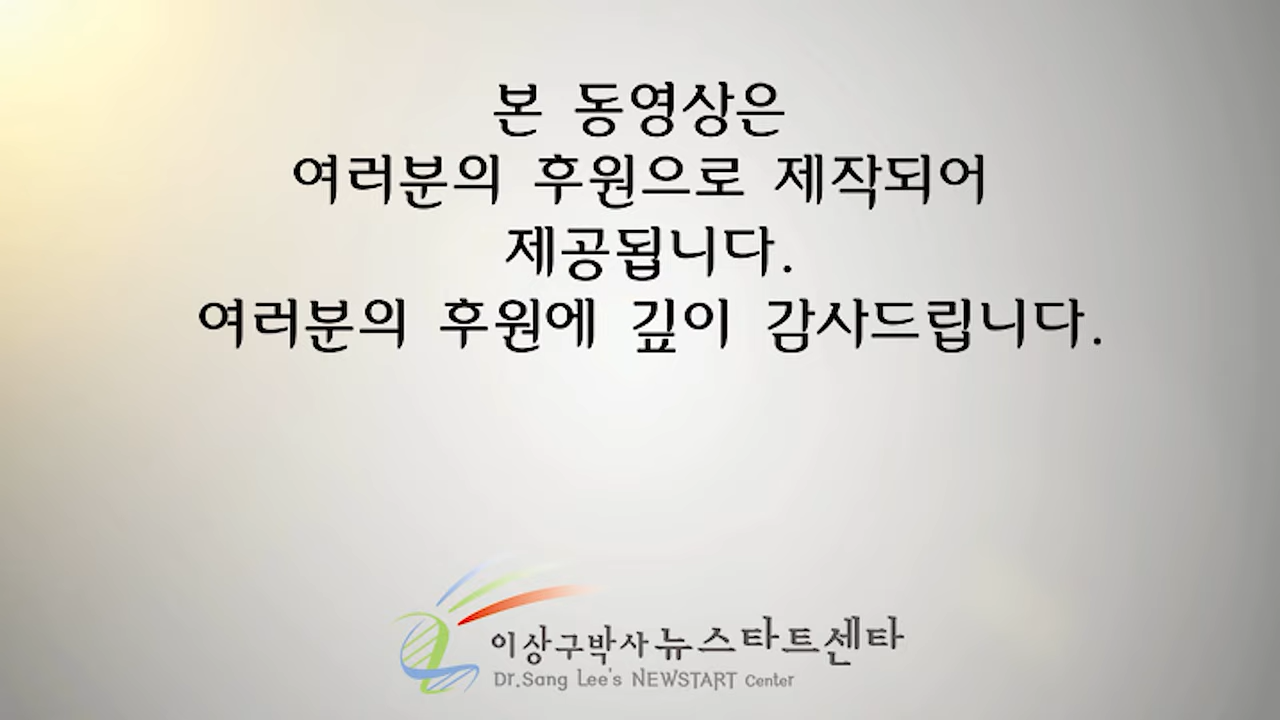 본 동영상은
여러분의 후원으로 제작되어
제공됩니다.
여러분의 후원에 깊이 감사드립니다.
이상구박사 뉴스타트센타
Dr.Sang Lee's NEWSTART Center